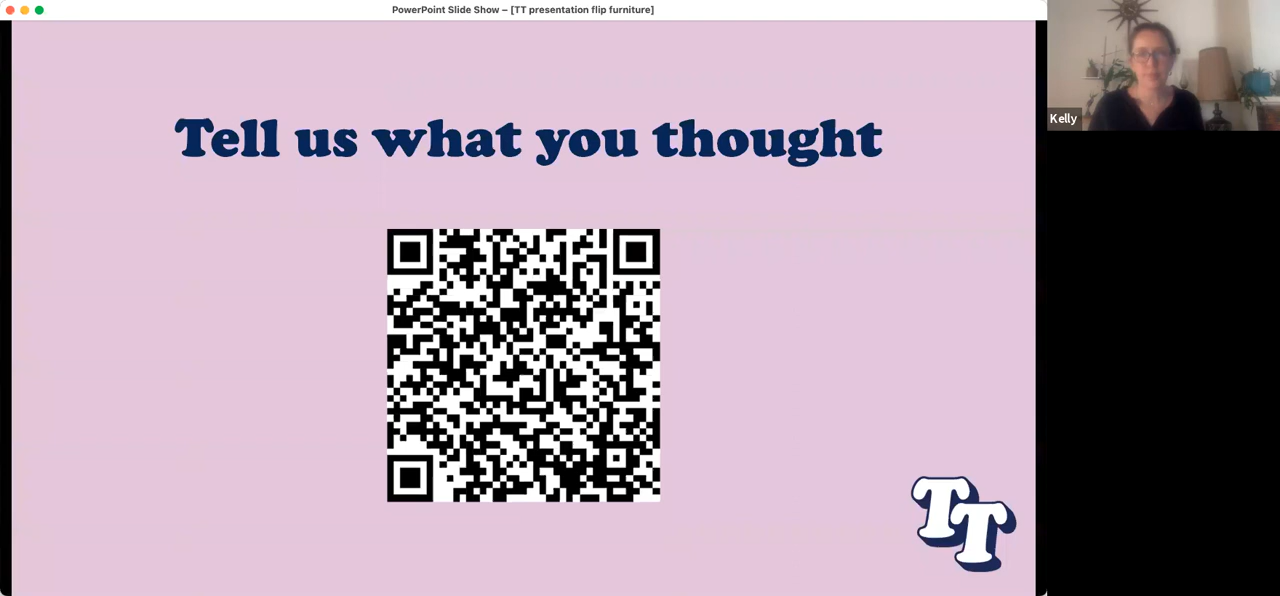 PowerPoint Slide Show – [TT presentation flip furniture]
Tell us what you thought
Kelly
TT